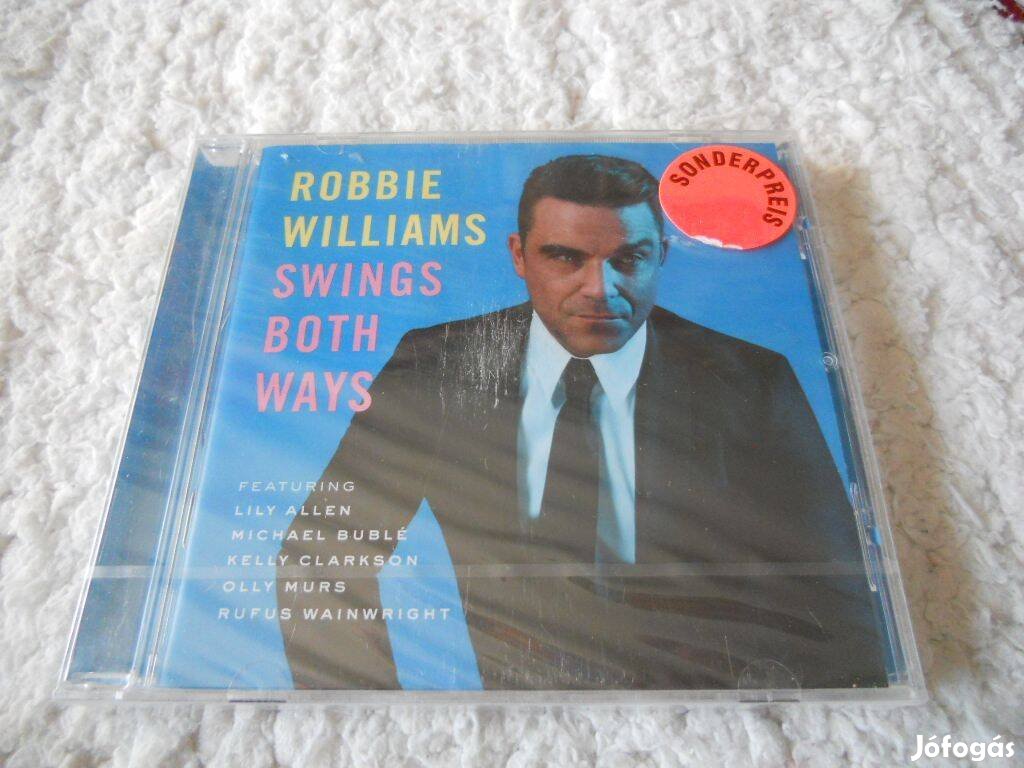 ROBBIE
WILLIAMS
SWINGS
BOTH
WAYS
SONDERPREIS
FEATURING
LILY ALLEN
MICHAEL BUBLÉ
KELLY CLARKSON
OLLY MURS
RUFUS WAINWRIGHT
Jófogás